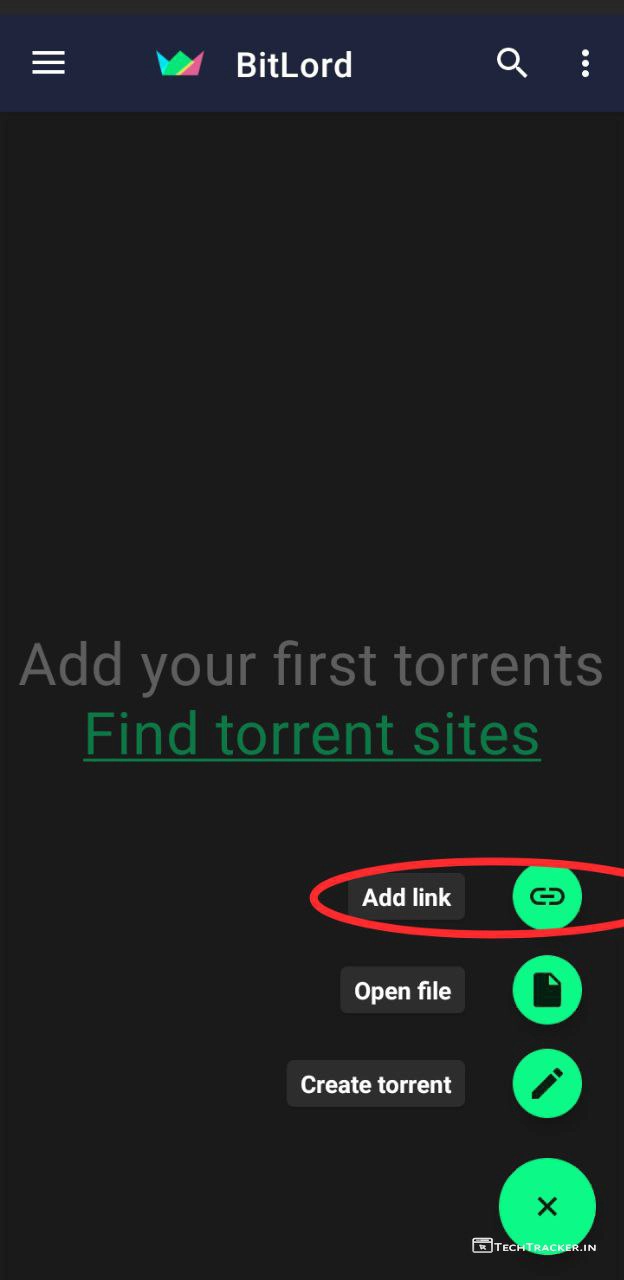 BitLord
Add your first torrents
Find torrent sites
Add link
Open file
Create torrent
TechTracker.in